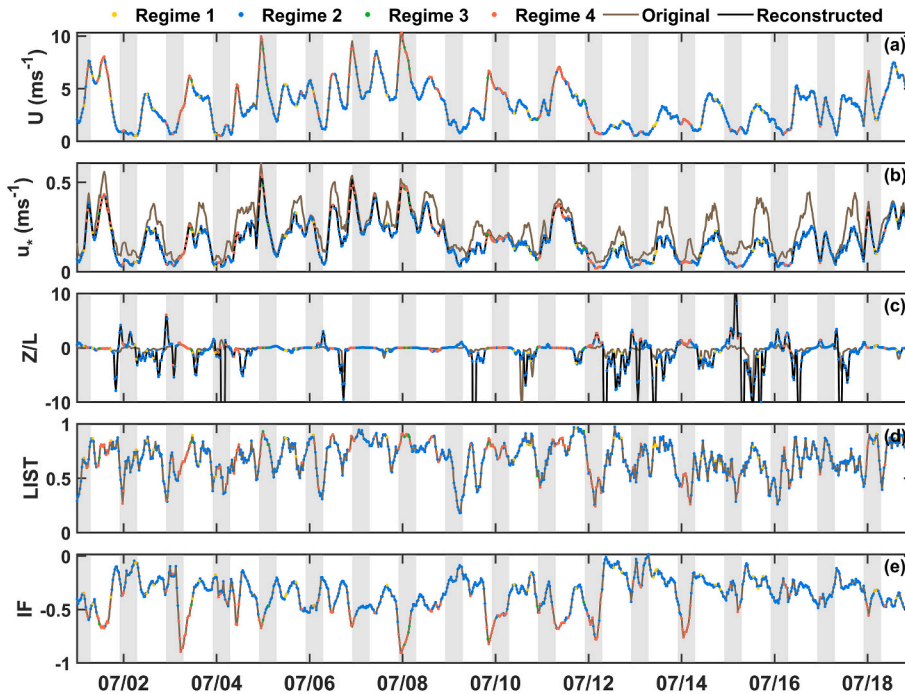 Regime 1 Regime 2 Regime 3 Regime 4 Original Reconstructed
(a)
10
5
0
U (ms-1)
(b)
0.5
0
u* (ms-1)
(c)
10
0
-10
Z/L
(d)
1
0.5
0
LIST
(e)
0
-0.5
-1
IF
07/02 07/04 07/06 07/08 07/10 07/12 07/14 07/16 07/18